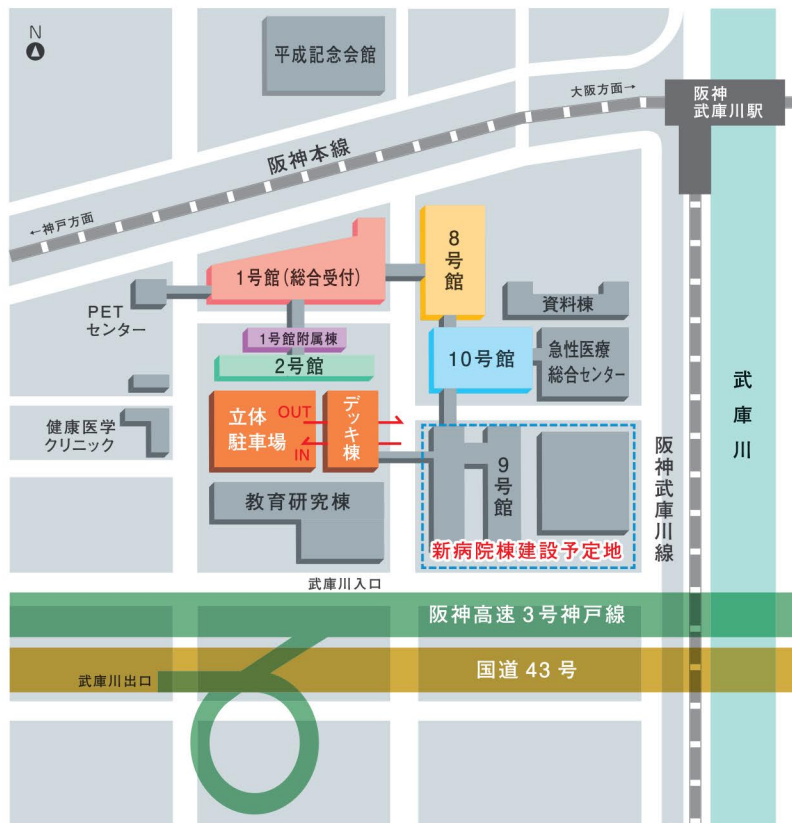 N
平成記念会館
大阪方面→
阪神
武庫川駅
阪神本線
←神戸方面
8号館
1号館(総合受付)
資料棟
PET
センター
1号館附属棟
2号館
10号館
急性医療
総合センター
武庫川
立体
駐車場
OUT
IN
デッキ棟
健康医学
クリニック
9号館
阪神武庫川線
教育研究棟
新病院棟建設予定地
武庫川入口
阪神高速3号神戸線
国道43号
武庫川出口